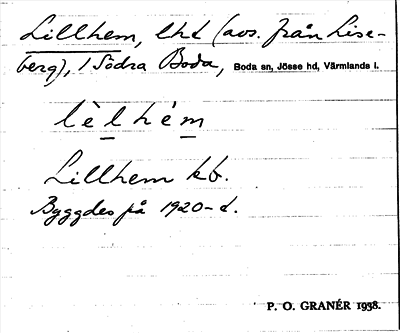 Lillhem, lht (avs. från Lise-
berg), i Södra Boda, Boda sn, Jösse hd, Värmlands l.
lèlhém
Lillhem kb.
Byggdes på 1920-t.
P. O. GRANÉR 1938.